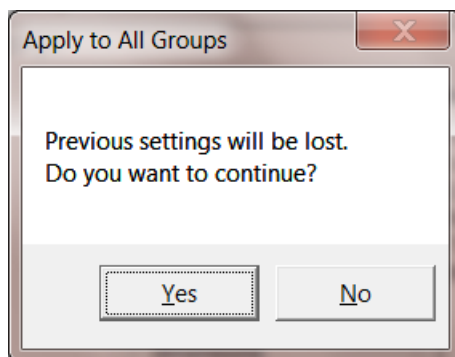 Apply to All Groups
Previous settings will be lost.
Do you want to continue?
Yes
No